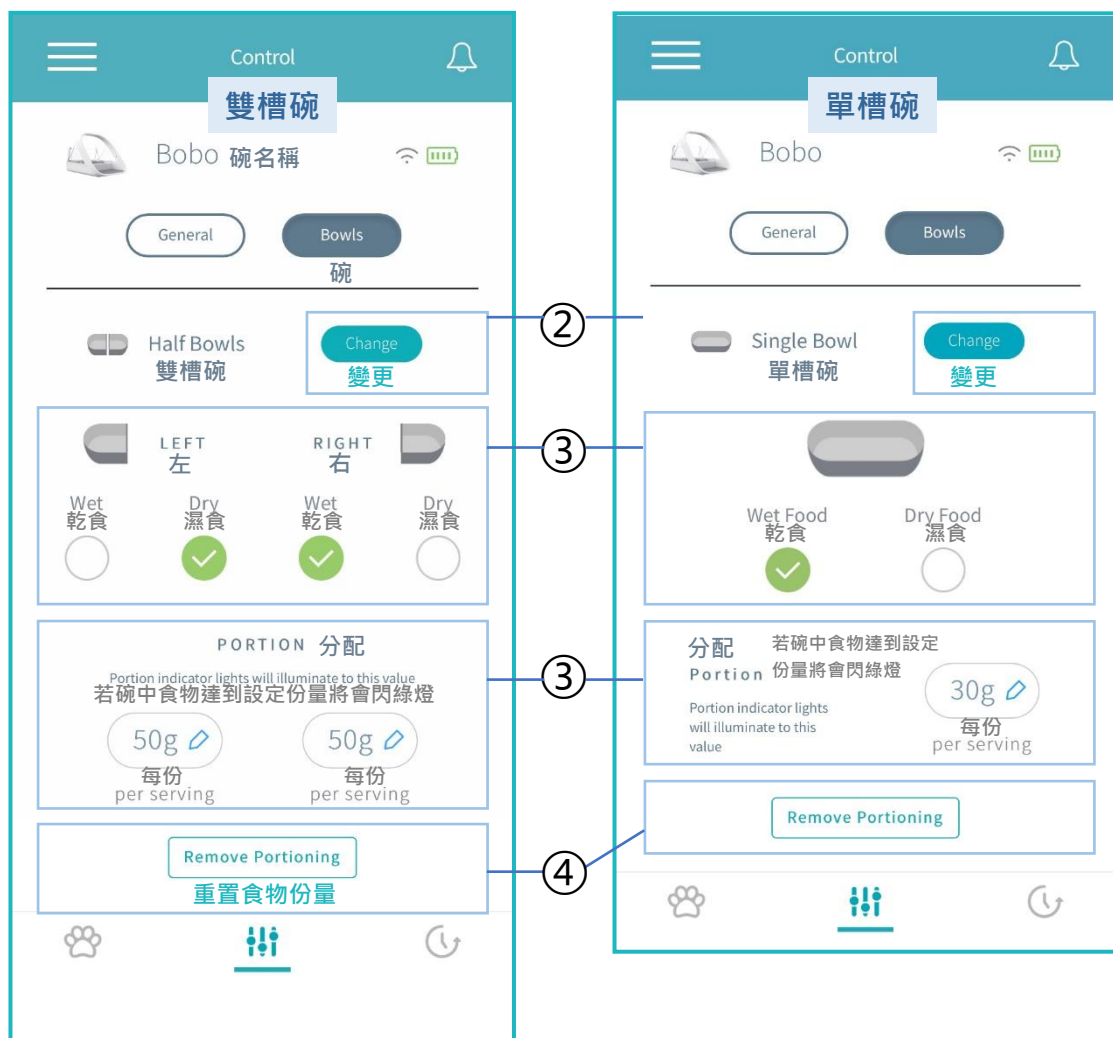 Control
雙槽碗
Bobo 碗名稱
General
Bowls
碗
Half Bowls
雙槽碗
Change
變更
LEFT
左
RIGHT
右
Wet
乾食
Dry
濕食
Wet
乾食
Dry
濕食
PORTION 分配
Portion indicator lights will illuminate to this value
若碗中食物達到設定份量將會閃綠燈
50g
每份
per serving
50g
每份
per serving
Remove Portioning
重置食物份量
②
③
③
④
Control
單槽碗
Bobo
General
Bowls
Single Bowl
單槽碗
Change
變更
Wet Food
乾食
Dry Food
濕食
分配
Portion
若碗中食物達到設定
份量將會閃綠燈
Portion indicator lights
will illuminate to this
value
30g
每份
per serving
Remove Portioning